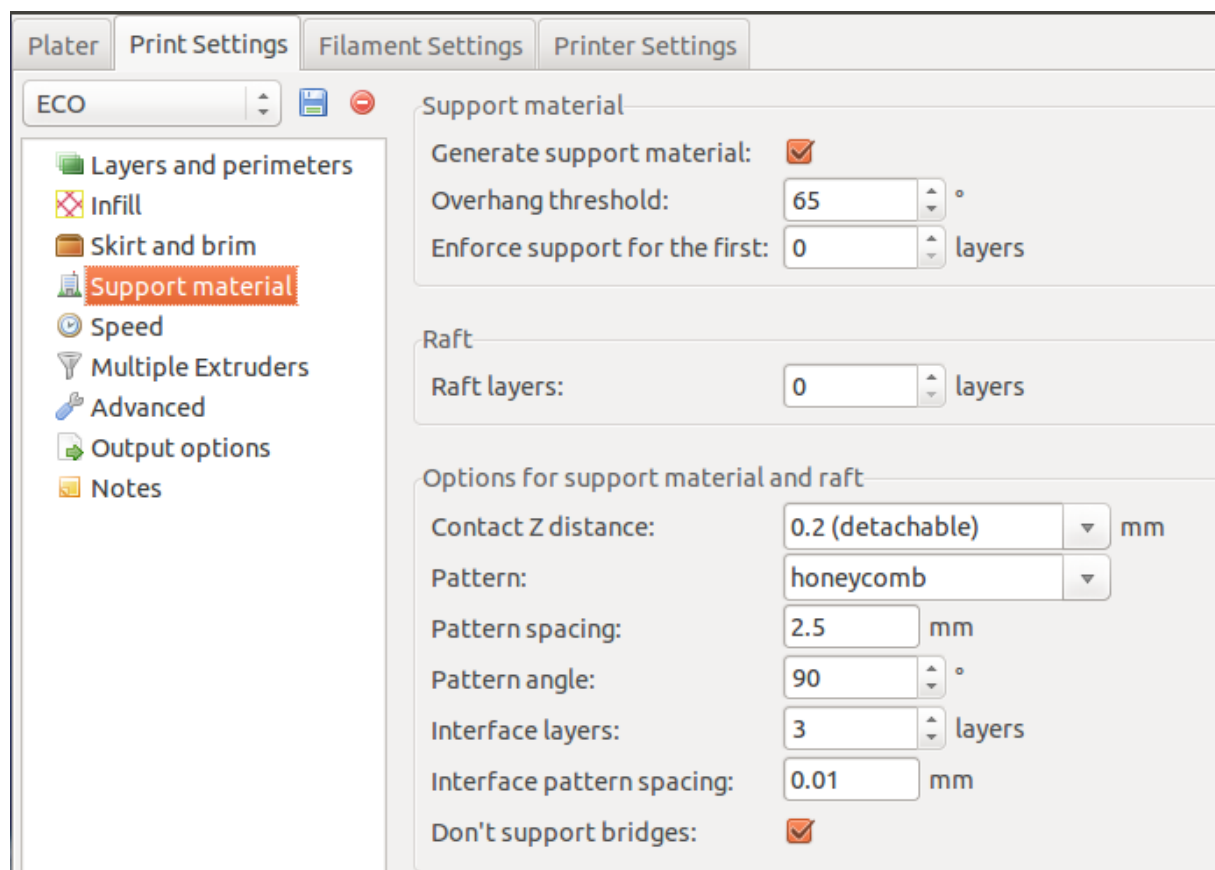 Plater Print Settings Filament Settings Printer Settings
ECO
Layers and perimeters
Infill
Skirt and brim
Support material
Speed
Multiple Extruders
Advanced
Output options
Notes
Support material
Generate support material:
Overhang threshold: 65 °
Enforce support for the first: 0 layers
Raft
Raft layers: 0 layers
Options for support material and raft
Contact Z distance: 0.2 (detachable) mm
Pattern: honeycomb
Pattern spacing: 2.5 mm
Pattern angle: 90 °
Interface layers: 3 layers
Interface pattern spacing: 0.01 mm
Don't support bridges: